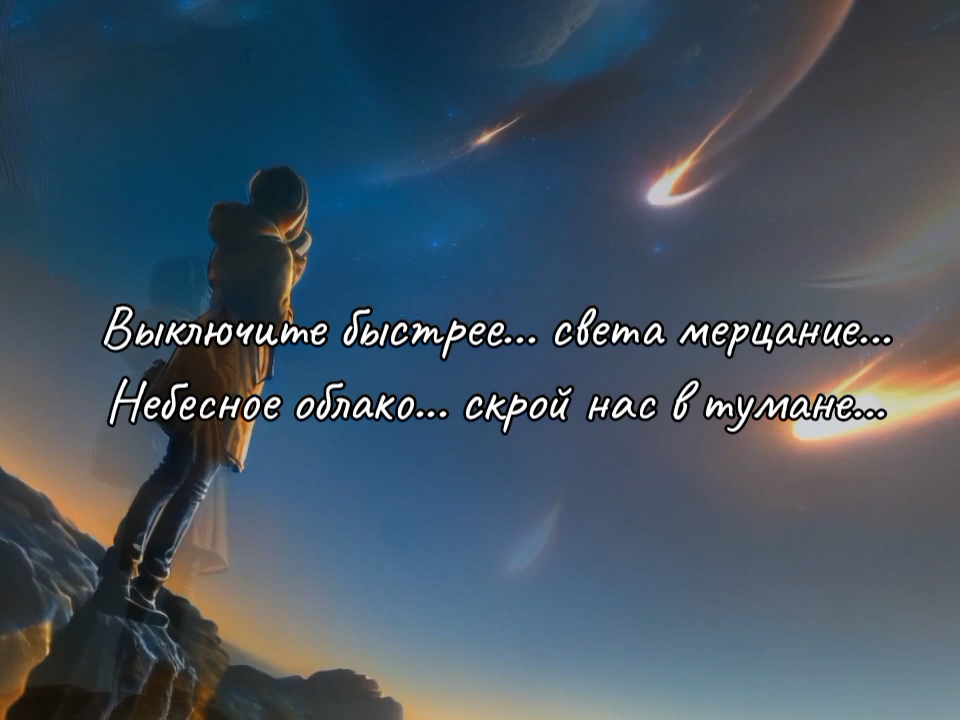 Выключите быстрее... света мерцание...
Небесное облако... скрой нас в тумане...